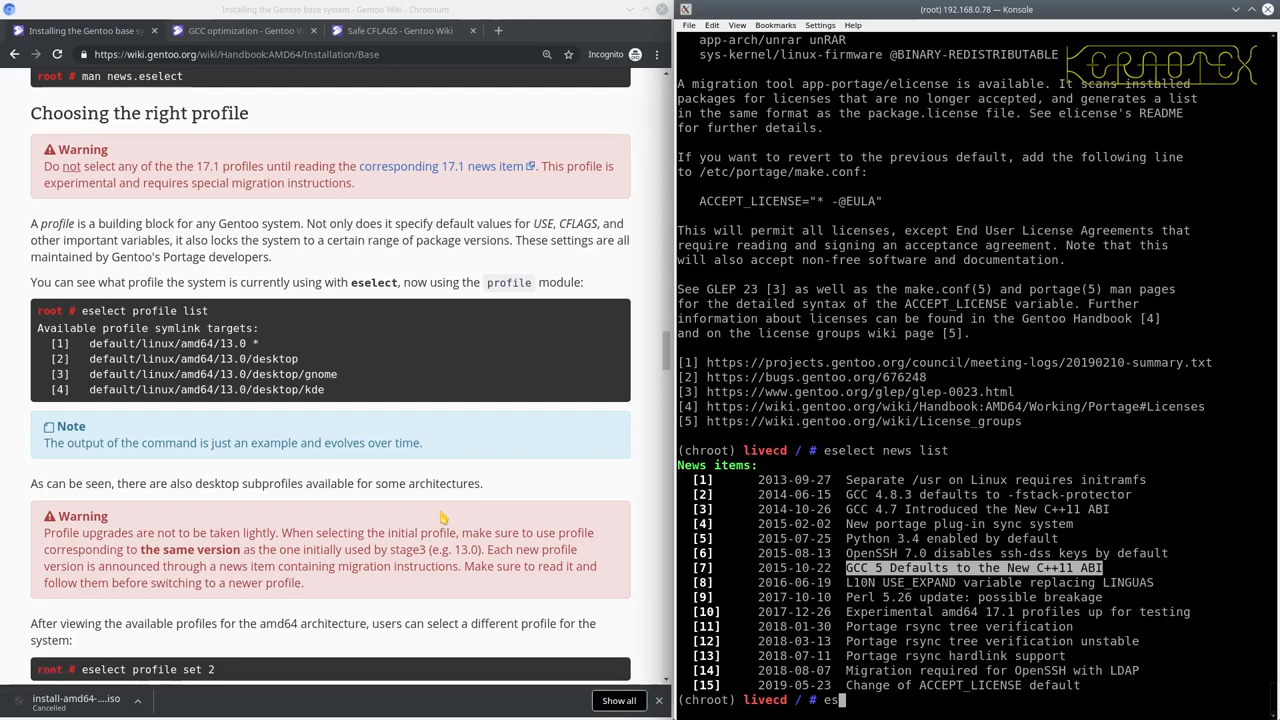 Installing the Gentoo base system - Gentoo Wiki - Chromium
Installing the Gentoo base sy
GCC optimization - Gentoo W
Safe CFLAGS - Gentoo Wiki
https://wiki.gentoo.org/wiki/Handbook:AMD64/Installation/Base
Incognito
root # man news.eselect
Choosing the right profile
Warning
Do not select any of the the 17.1 profiles until reading the corresponding 17.1 news item. This profile is
experimental and requires special migration instructions.
A profile is a building block for any Gentoo system. Not only does it specify default values for USE, CFLAGS, and
other important variables, it also locks the system to a certain range of package versions. These settings are all
maintained by Gentoo's Portage developers.
You can see what profile the system is currently using with eselect, now using the profile module:
root # eselect profile list
Available profile symlink targets:
[1] default/linux/amd64/13.0 *
[2] default/linux/amd64/13.0/desktop
[3] default/linux/amd64/13.0/desktop/gnome
[4] default/linux/amd64/13.0/desktop/kde
Note
The output of the command is just an example and evolves over time.
As can be seen, there are also desktop subprofiles available for some architectures.
Warning
Profile upgrades are not to be taken lightly. When selecting the initial profile, make sure to use profile
corresponding to the same version as the one initially used by stage3 (e.g. 13.0). Each new profile
version is announced through a news item containing migration instructions. Make sure to read it and
follow them before switching to a newer profile.
After viewing the available profiles for the amd64 architecture, users can select a different profile for the
system:
root # eselect profile set 2
install-amd64-....iso
Cancelled
Show all
(root) 192.168.0.78 — Konsole
File Edit View Bookmarks Settings Help
KERNOTEX
app-arch/unrar unRAR
sys-kernel/linux-firmware @BINARY-REDISTRIBUTABLE
A migration tool app-portage/elicense is available. It scans installed
packages for licenses that are no longer accepted, and generates a list
in the same format as the package.license file. See elicense's README
for further details.
If you want to revert to the previous default, add the following line
to /etc/portage/make.conf:
ACCEPT_LICENSE="* -@EULA"
This will permit all licenses, except End User License Agreements that
require reading and signing an acceptance agreement. Note that this
will also accept non-free software and documentation.
See GLEP 23 [3] as well as the make.conf(5) and portage(5) man pages
for the detailed syntax of the ACCEPT_LICENSE variable. Further
information about licenses can be found in the Gentoo Handbook [4]
and on the license groups wiki page [5].
[1] https://projects.gentoo.org/council/meeting-logs/20190210-summary.txt
[2] https://bugs.gentoo.org/676248
[3] https://www.gentoo.org/glep/glep-0023.html
[4] https://wiki.gentoo.org/wiki/Handbook:AMD64/Working/Portage#Licenses
[5] https://wiki.gentoo.org/wiki/License_groups
(chroot) livecd / # eselect news list
News items:
[1] 2013-09-27 Separate /usr on Linux requires initramfs
[2] 2014-06-15 GCC 4.8.3 defaults to -fstack-protector
[3] 2014-10-26 GCC 4.7 Introduced the New C++11 ABI
[4] 2015-02-02 New portage plug-in sync system
[5] 2015-07-25 Python 3.4 enabled by default
[6] 2015-08-13 OpenSSH 7.0 disables ssh-dss keys by default
[7] 2015-10-22 GCC 5 Defaults to the New C++11 ABI
[8] 2016-06-19 L10N USE_EXPAND variable replacing LINGUAS
[9] 2017-10-10 Perl 5.26 update: possible breakage
[10] 2017-12-26 Experimental amd64 17.1 profiles up for testing
[11] 2018-01-30 Portage rsync tree verification
[12] 2018-03-13 Portage rsync tree verification unstable
[13] 2018-07-11 Portage rsync hardlink support
[14] 2018-08-07 Migration required for OpenSSH with LDAP
[15] 2019-05-23 Change of ACCEPT_LICENSE default
(chroot) livecd / # es